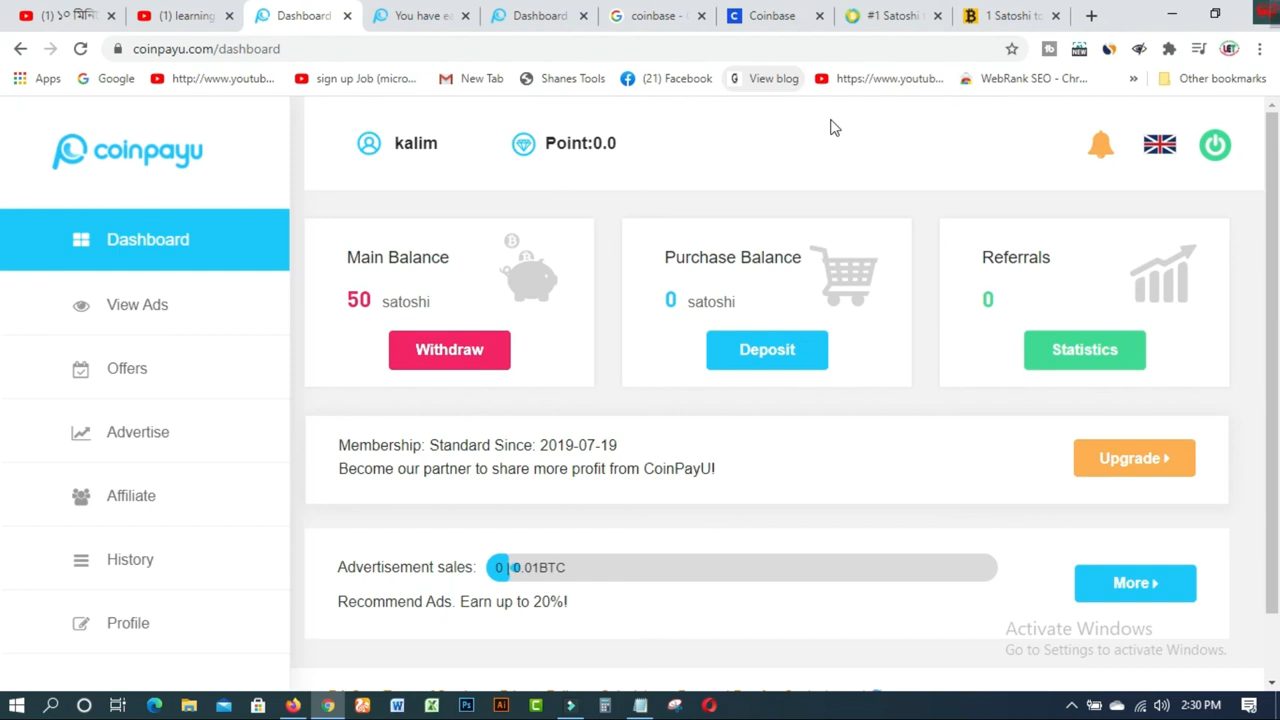 (1) ১০ মিনি
(1) learning
Dashboard
You have ea
Dashboard
coinbase - G
Coinbase
#1 Satoshi
1 Satoshi to
coinpayu.com/dashboard
Apps
Google
http://www.youtub...
sign up Job (micro...
New Tab
Shanes Tools
(21) Facebook
View blog
https://www.youtub...
WebRank SEO - Chr...
»
Other bookmarks
coinpayu
kalim
Point:0.0
Dashboard
View Ads
Offers
Advertise
Affiliate
History
Profile
Main Balance
50 satoshi
Withdraw
Purchase Balance
0 satoshi
Deposit
Referrals
0
Statistics
Membership: Standard Since: 2019-07-19
Become our partner to share more profit from CoinPayU!
Upgrade
Advertisement sales: 0 | 0.01BTC
Recommend Ads. Earn up to 20%!
More
Activate Windows
Go to Settings to activate Windows.
2:30 PM